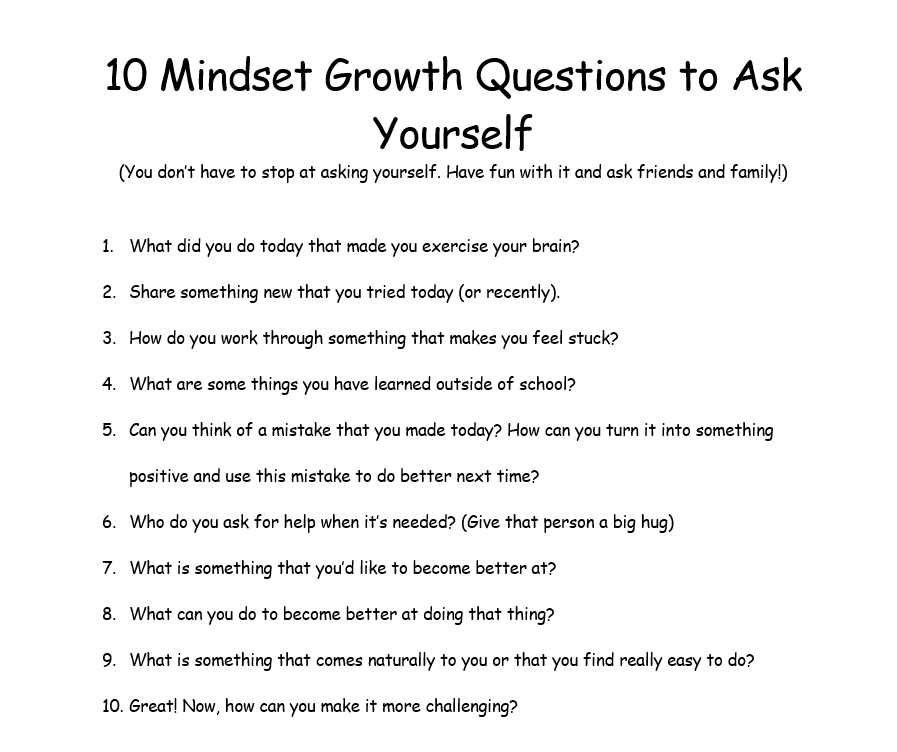 10 Mindset Growth Questions to Ask
Yourself
(You don't have to stop at asking yourself. Have fun with it and ask friends and family!)
1. What did you do today that made you exercise your brain?
2. Share something new that you tried today (or recently).
3. How do you work through something that makes you feel stuck?
4. What are some things you have learned outside of school?
5. Can you think of a mistake that you made today? How can you turn it into something
positive and use this mistake to do better next time?
6. Who do you ask for help when it's needed? (Give that person a big hug)
7. What is something that you'd like to become better at?
8. What can you do to become better at doing that thing?
9. What is something that comes naturally to you or that you find really easy to do?
10. Great! Now, how can you make it more challenging?